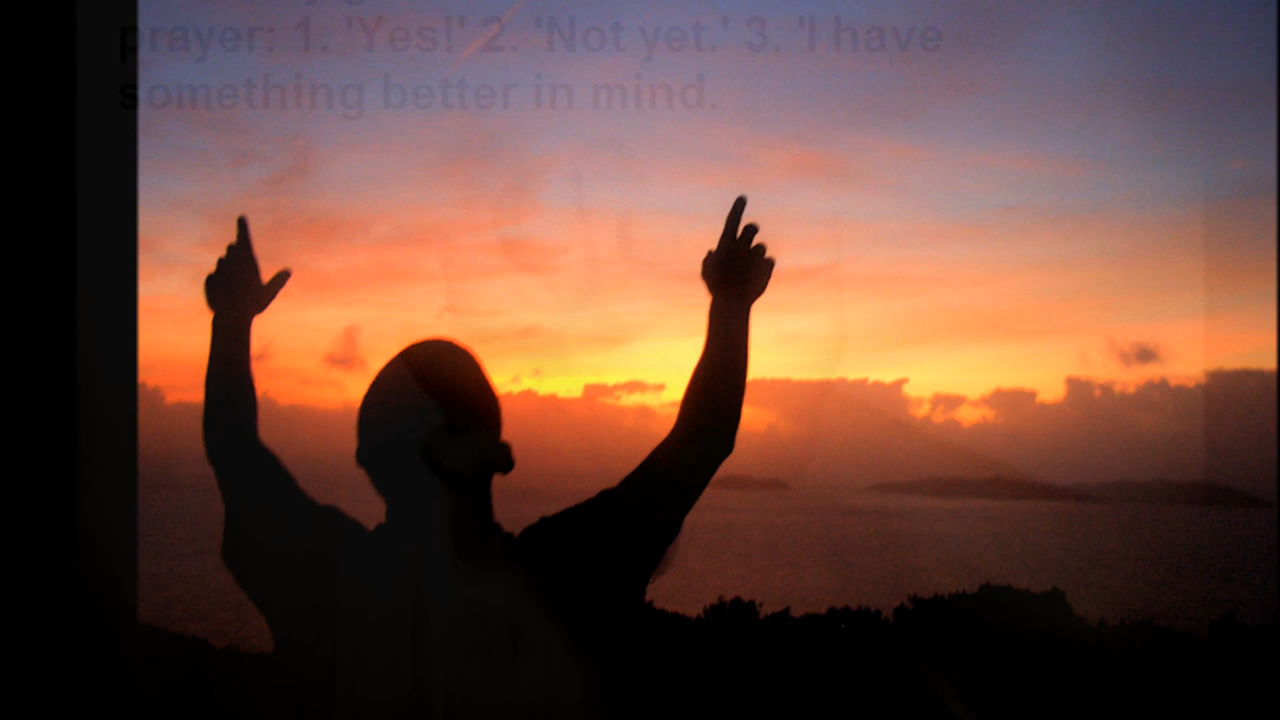 prayer: 1. 'Yes!' 2. 'Not yet.' 3. 'I have
something better in mind.